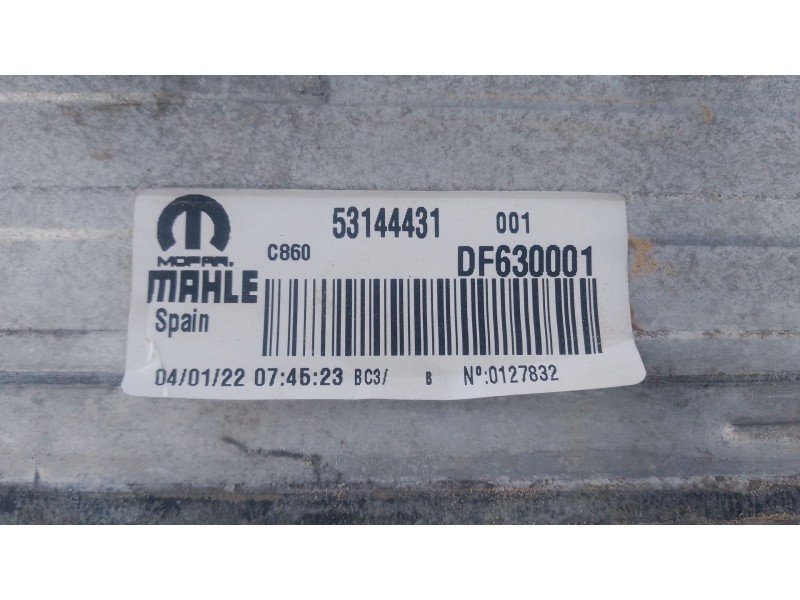 53144431 001
MOPAR. C860 DF630001
MAHLE
Spain
04/01/22 07:45:23 BC3/ B Nº:0127832